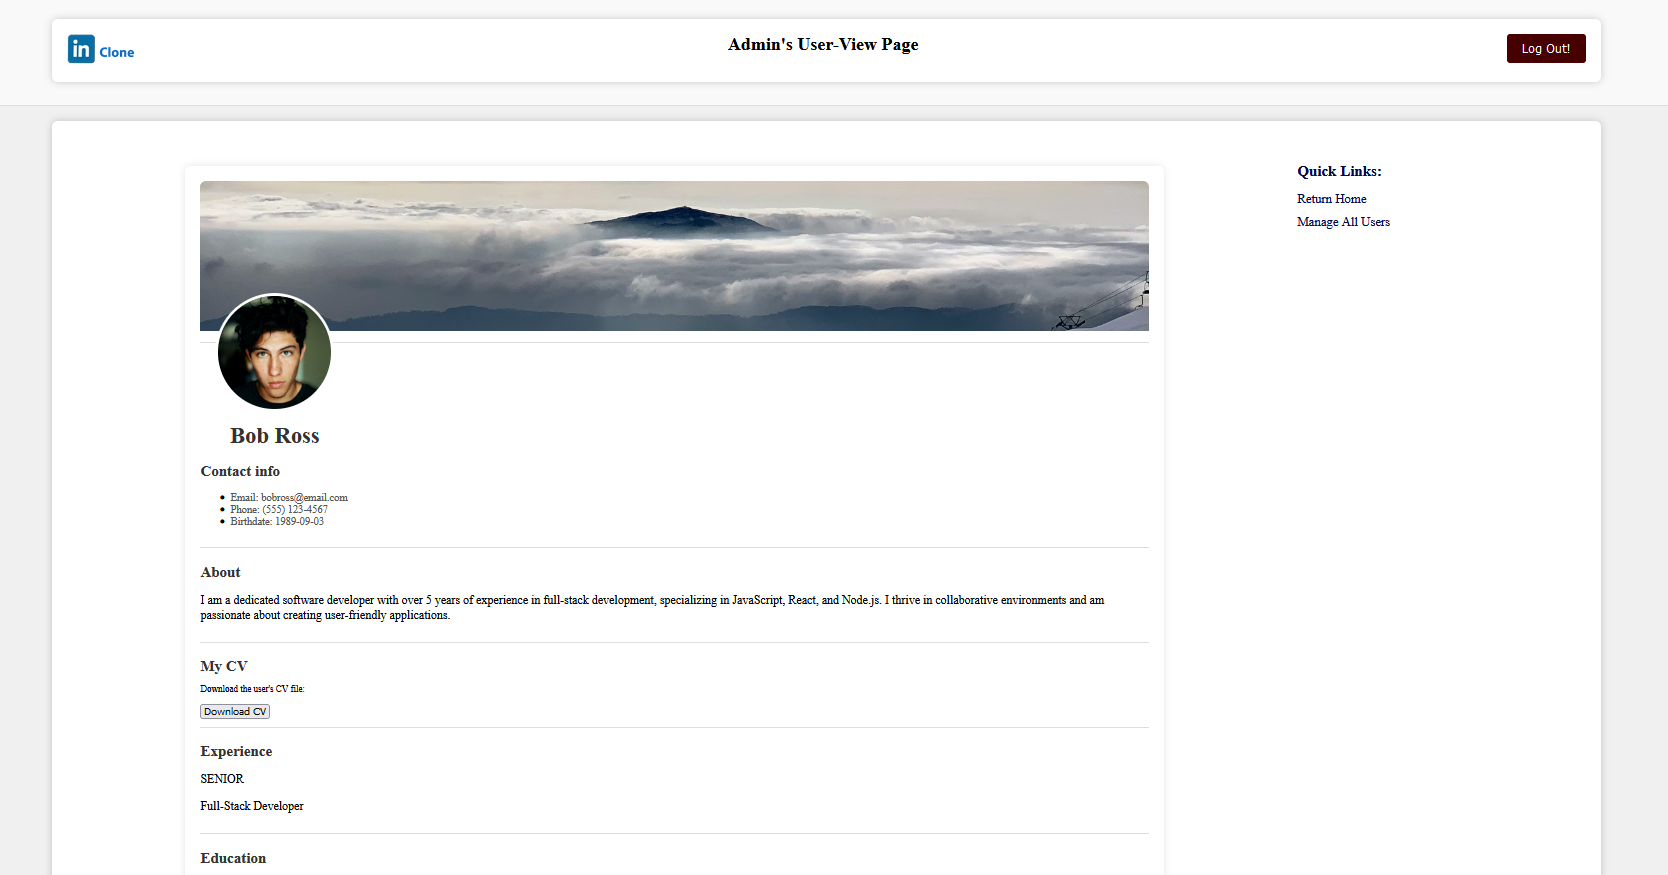 in Clone
Admin's User-View Page
Log Out!
Quick Links:
Return Home
Manage All Users
Bob Ross
Contact info
Email: bobross@email.com
Phone: (555) 123-4567
Birthdate: 1989-09-03
About
I am a dedicated software developer with over 5 years of experience in full-stack development, specializing in JavaScript, React, and Node.js. I thrive in collaborative environments and am
passionate about creating user-friendly applications.
My CV
Download the user's CV file:
Download CV
Experience
SENIOR
Full-Stack Developer
Education